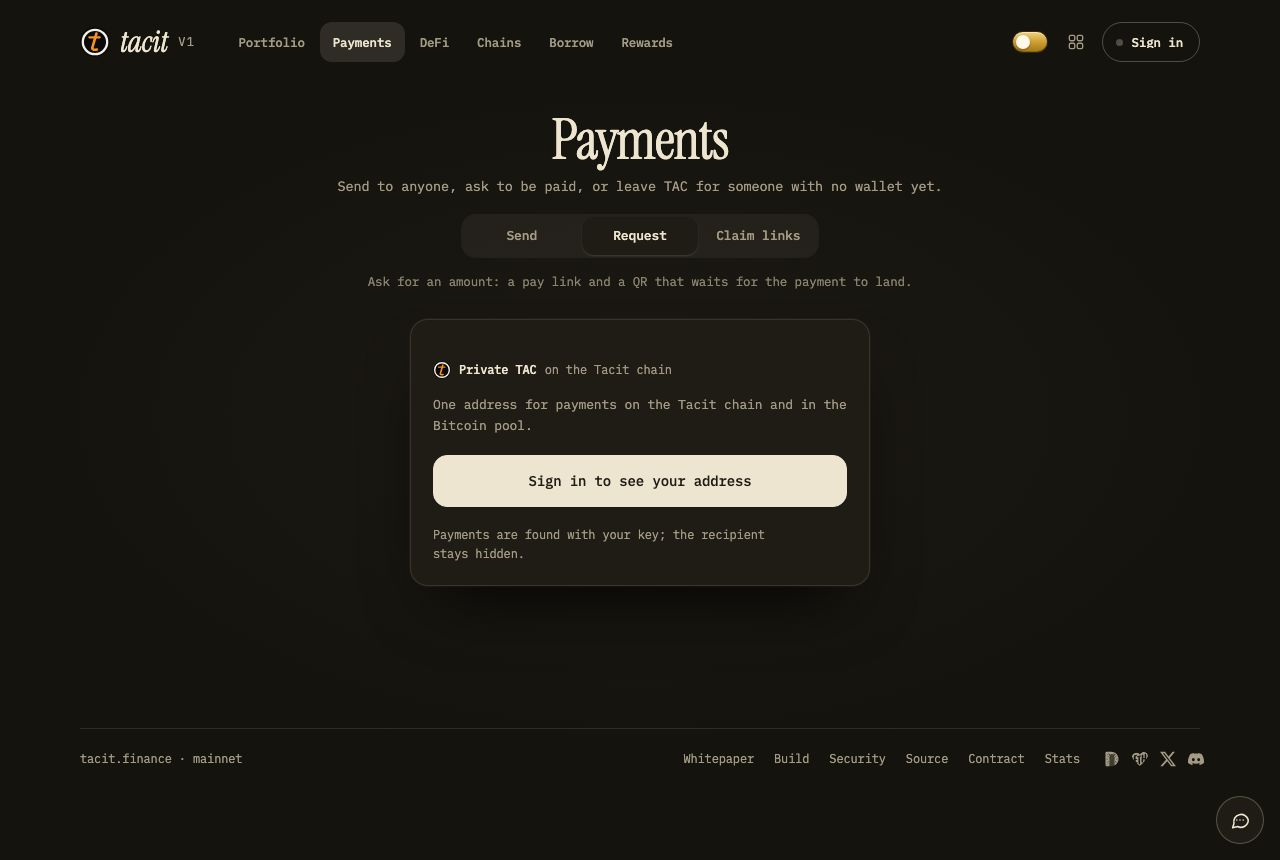 tacit V1
Portfolio Payments DeFi Chains Borrow Rewards
Sign in
Payments
Send to anyone, ask to be paid, or leave TAC for someone with no wallet yet.
Send Request Claim links
Ask for an amount: a pay link and a QR that waits for the payment to land.
Private TAC on the Tacit chain
One address for payments on the Tacit chain and in the
Bitcoin pool.
Sign in to see your address
Payments are found with your key; the recipient
stays hidden.
tacit.finance · mainnet
Whitepaper Build Security Source Contract Stats